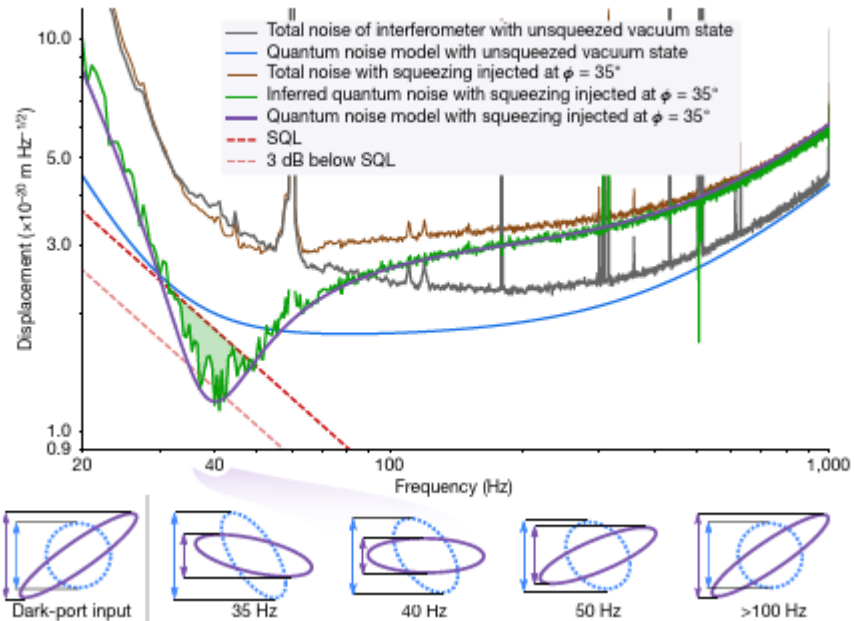 10.0
5.0
3.0
1.0
0.9
Displacement (×10⁻²⁰ m Hz⁻¹/²)
Total noise of interferometer with unsqueezed vacuum state
Quantum noise model with unsqueezed vacuum state
Total noise with squeezing injected at ϕ = 35°
Inferred quantum noise with squeezing injected at ϕ = 35°
Quantum noise model with squeezing injected at ϕ = 35°
SQL
3 dB below SQL
20 40 100 1,000
Frequency (Hz)
Dark-port input 35 Hz 40 Hz 50 Hz >100 Hz